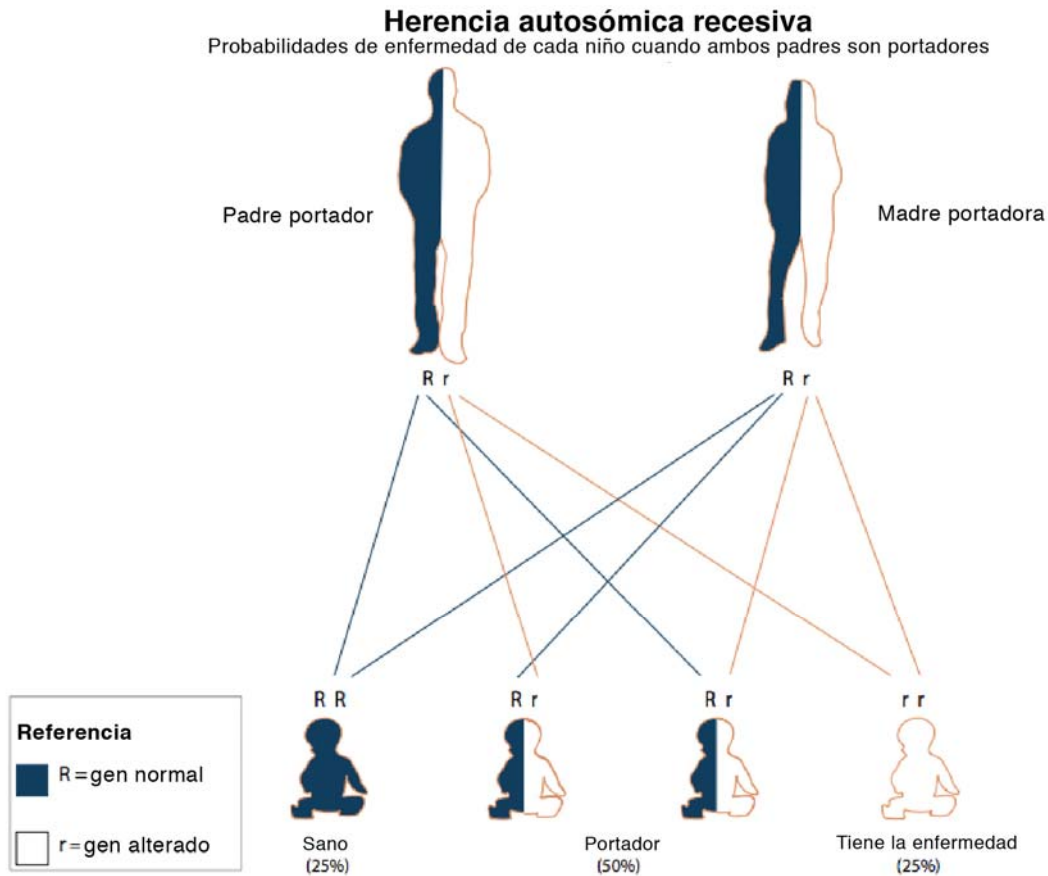 Herencia autosómica recesiva
Probabilidades de enfermedad de cada niño cuando ambos padres son portadores
Padre portador
Madre portadora
R r
R r
R R
R r
R r
r r
Referencia
R=gen normal
r=gen alterado
Sano
(25%)
Portador
(50%)
Tiene la enfermedad
(25%)